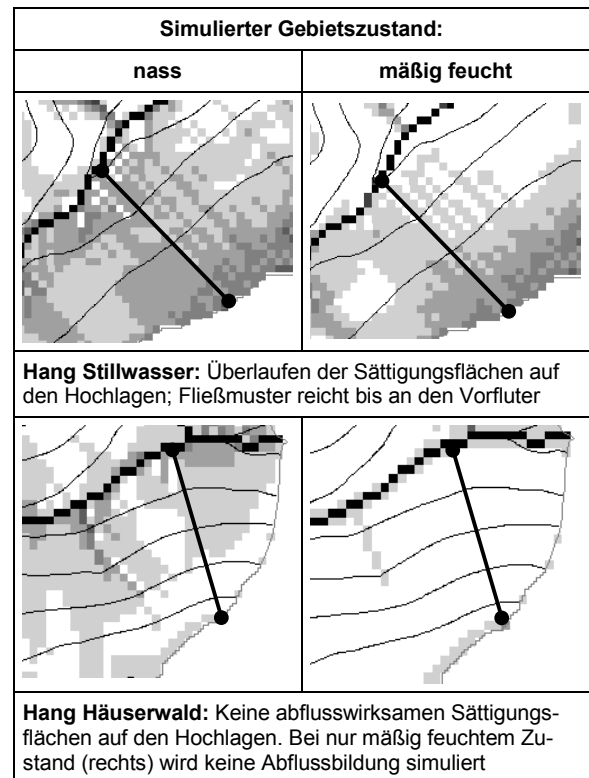 Simulierter Gebietszustand:
nass
mäßig feucht
Hang Stillwasser: Überlaufen der Sättigungsflächen auf
den Hochlagen; Fließmuster reicht bis an den Vorfluter
Hang Häuserwald: Keine abflusswirksamen Sättigungs-
flächen auf den Hochlagen. Bei nur mäßig feuchtem Zu-
stand (rechts) wird keine Abflussbildung simuliert